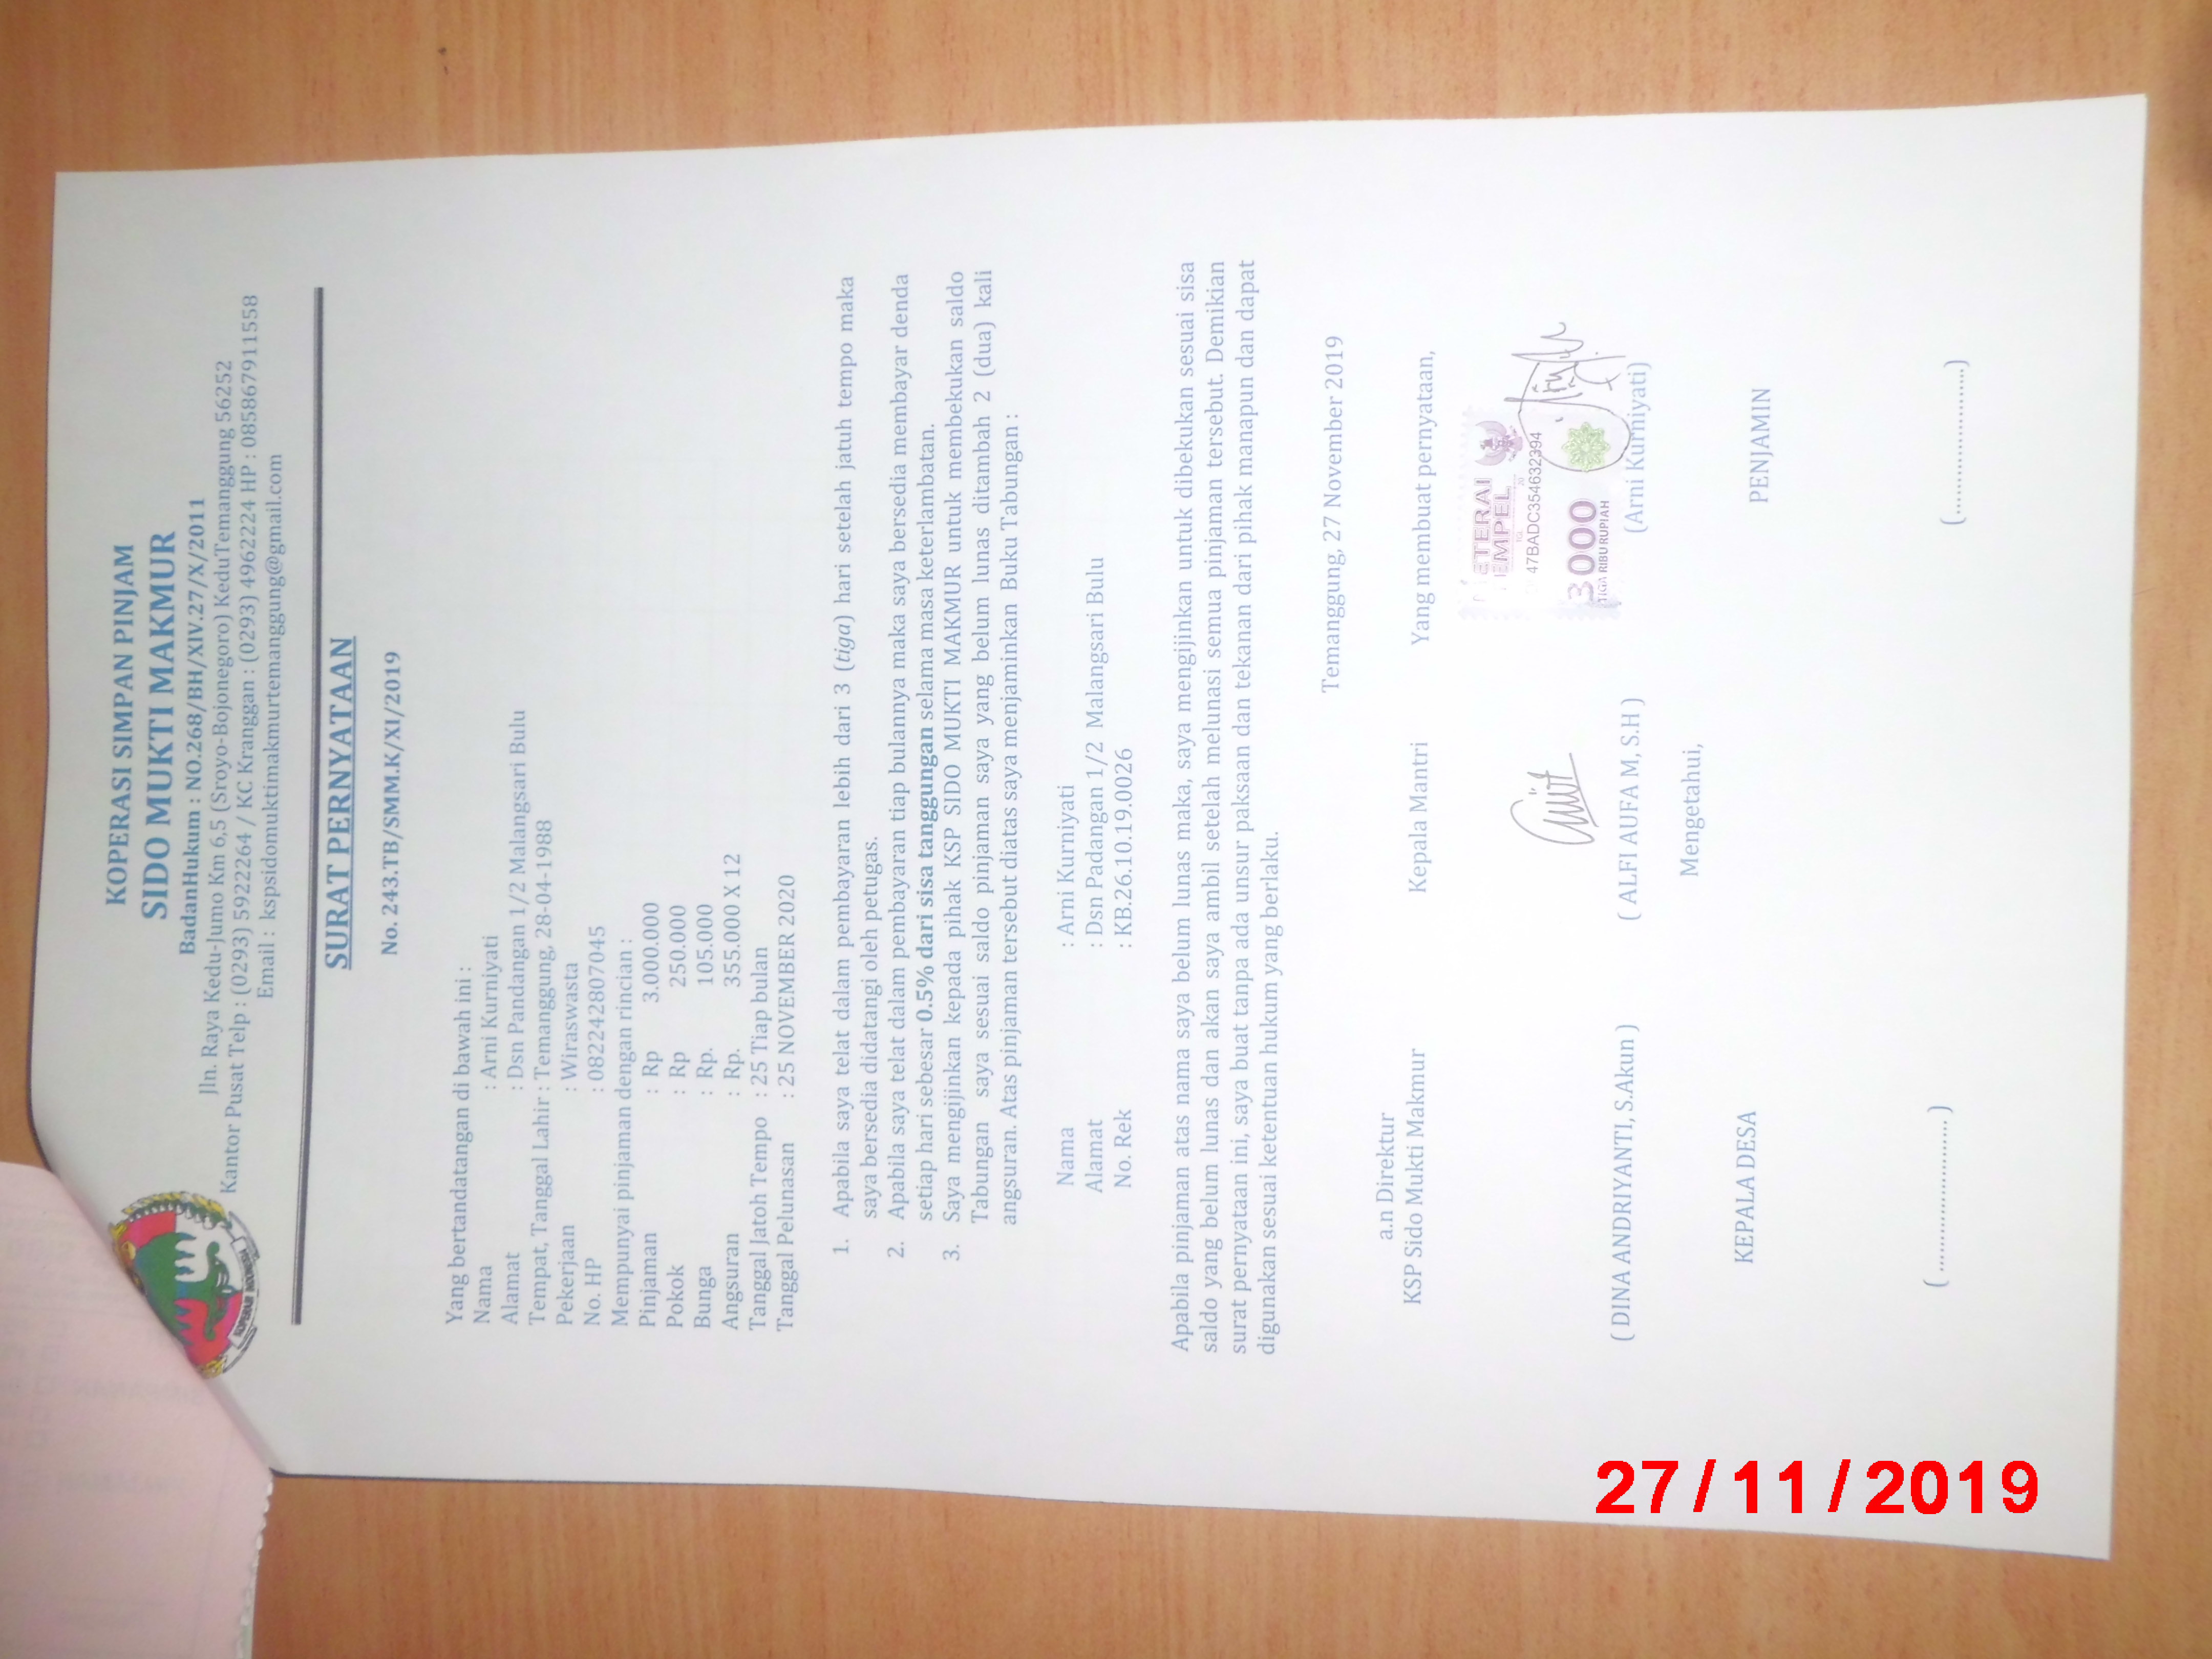 KOPERASI SIMPAN PINJAM
SIDO MUKTI MAKMUR
BadanHukum : NO.268/BH/XIV.27/X/2011
Jln. Raya Kedu-Jumo Km 6,5 (Sroyo-Bojonegoro) KeduTemanggung 56252
Kantor Pusat Telp : (0293) 5922264 / KC Kranggan : (0293) 4962224 HP : 085867911558
Email : kspsidomuktimakmurtemanggung@gmail.com
KOPERASI INDONESIA
SURAT PERNYATAAN
No. 243.TB/SMM.K/XI/2019
Yang bertandatangan di bawah ini :
Nama : Arni Kurniyati
Alamat : Dsn Pandangan 1/2 Malangsari Bulu
Tempat, Tanggal Lahir : Temanggung, 28-04-1988
Pekerjaan : Wiraswasta
No. HP : 082242807045
Mempunyai pinjaman dengan rincian :
Pinjaman : Rp 3.000.000
Pokok : Rp 250.000
Bunga : Rp. 105.000
Angsuran : Rp. 355.000 X 12
Tanggal Jatoh Tempo : 25 Tiap bulan
Tanggal Pelunasan : 25 NOVEMBER 2020
1. Apabila saya telat dalam pembayaran lebih dari 3 (tiga) hari setelah jatuh tempo maka
saya bersedia didatangi oleh petugas.
2. Apabila saya telat dalam pembayaran tiap bulannya maka saya bersedia membayar denda
setiap hari sebesar 0.5% dari sisa tanggungan selama masa keterlambatan.
3. Saya mengijinkan kepada pihak KSP SIDO MUKTI MAKMUR untuk membekukan saldo
Tabungan saya sesuai saldo pinjaman saya yang belum lunas ditambah 2 (dua) kali
angsuran. Atas pinjaman tersebut diatas saya menjaminkan Buku Tabungan :
Nama : Arni Kurniyati
Alamat : Dsn Padangan 1/2 Malangsari Bulu
No. Rek : KB.26.10.19.0026
Apabila pinjaman atas nama saya belum lunas maka, saya mengijinkan untuk dibekukan sesuai sisa
saldo yang belum lunas dan akan saya ambil setelah melunasi semua pinjaman tersebut. Demikian
surat pernyataan ini, saya buat tanpa ada unsur paksaan dan tekanan dari pihak manapun dan dapat
digunakan sesuai ketentuan hukum yang berlaku.
Temanggung, 27 November 2019
a.n Direktur
KSP Sido Mukti Makmur Kepala Mantri Yang membuat pernyataan,
METERAI
TEMPEL
47BADC354632394
3000
TIGA RIBU RUPIAH
( DINA ANDRIYANTI, S.Akun ) ( ALFI AUFA M, S.H ) (Arni Kurniyati)
Mengetahui,
KEPALA DESA PENJAMIN
( ........................ ) (........................)
27/11/2019